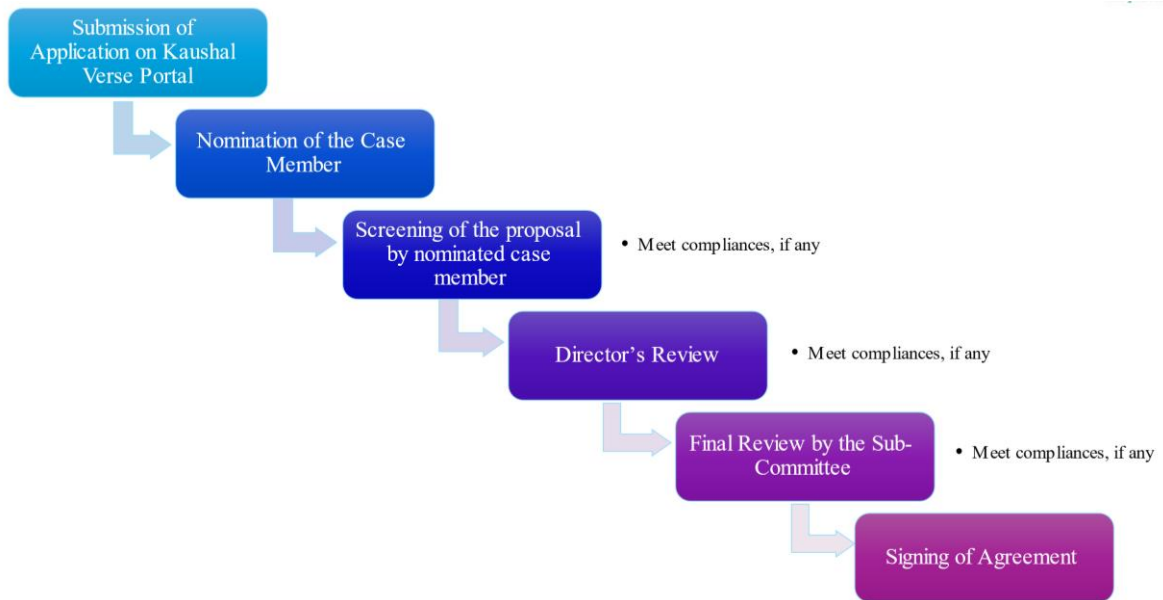 Submission of
Application on Kaushal
Verse Portal
Nomination of the Case
Member
Screening of the proposal
by nominated case
member
• Meet compliances, if any
Director’s Review
• Meet compliances, if any
Final Review by the Sub-
Committee
• Meet compliances, if any
Signing of Agreement